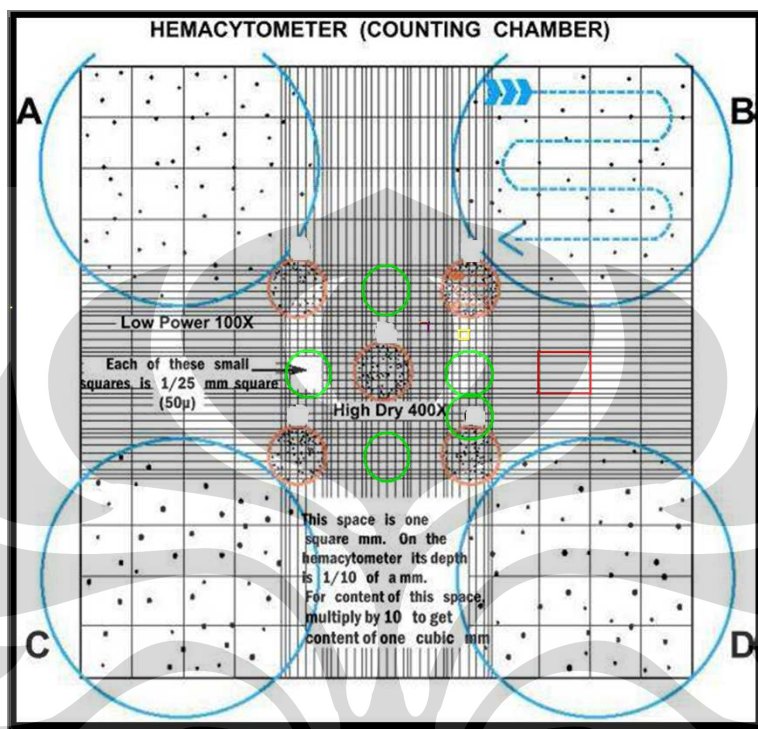 HEMACYTOMETER (COUNTING CHAMBER)
A
B
Low Power 100X
Each of these small
squares is 1/25 mm square
(50µ)
High Dry 400X
This space is one
square mm. On the
hemacytometer its depth
is 1/10 of a mm.
For content of this space,
multiply by 10 to get
content of one cubic mm
C
D